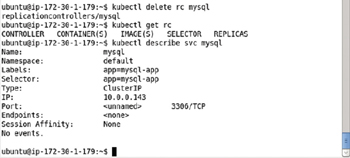 ubuntu@ip-172-30-1-179:~$ kubectl delete rc mysql
replicationcontrollers/mysql
ubuntu@ip-172-30-1-179:~$ kubectl get rc
CONTROLLER CONTAINER(S) IMAGE(S) SELECTOR REPLICAS
ubuntu@ip-172-30-1-179:~$ kubectl describe svc mysql
Name: mysql
Namespace: default
Labels: app=mysql-app
Selector: app=mysql-app
Type: ClusterIP
IP: 10.0.0.143
Port: <unnamed> 3306/TCP
Endpoints: <none>
Session Affinity: None
No events.
ubuntu@ip-172-30-1-179:~$